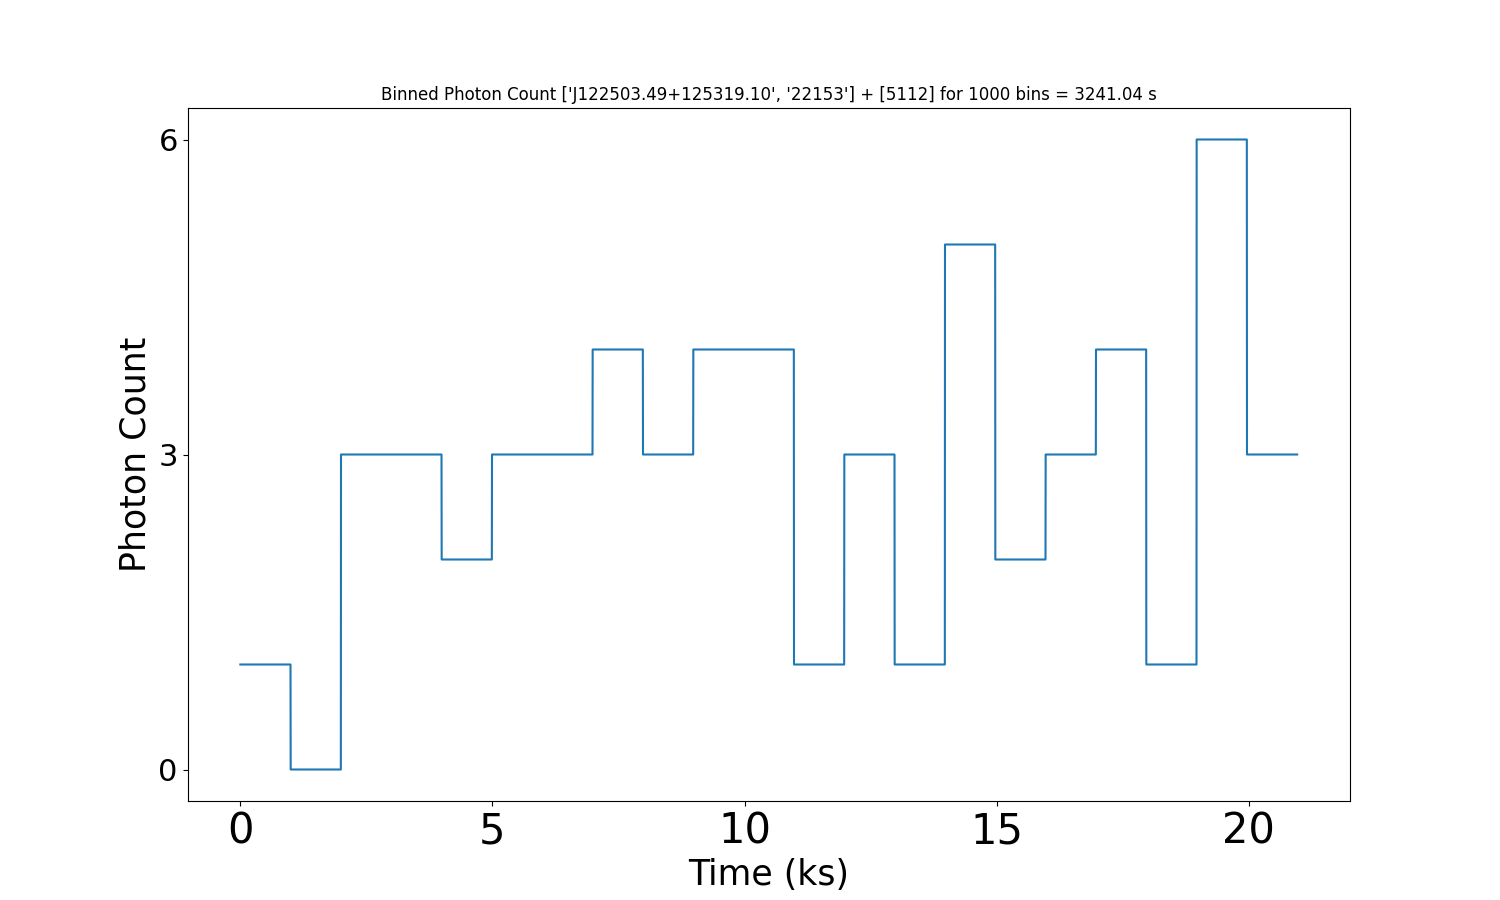 Binned Photon Count ['J122503.49+125319.10', '22153'] + [5112] for 1000 bins = 3241.04 s
6
3
0
Photon Count
0 5 10 15 20
Time (ks)